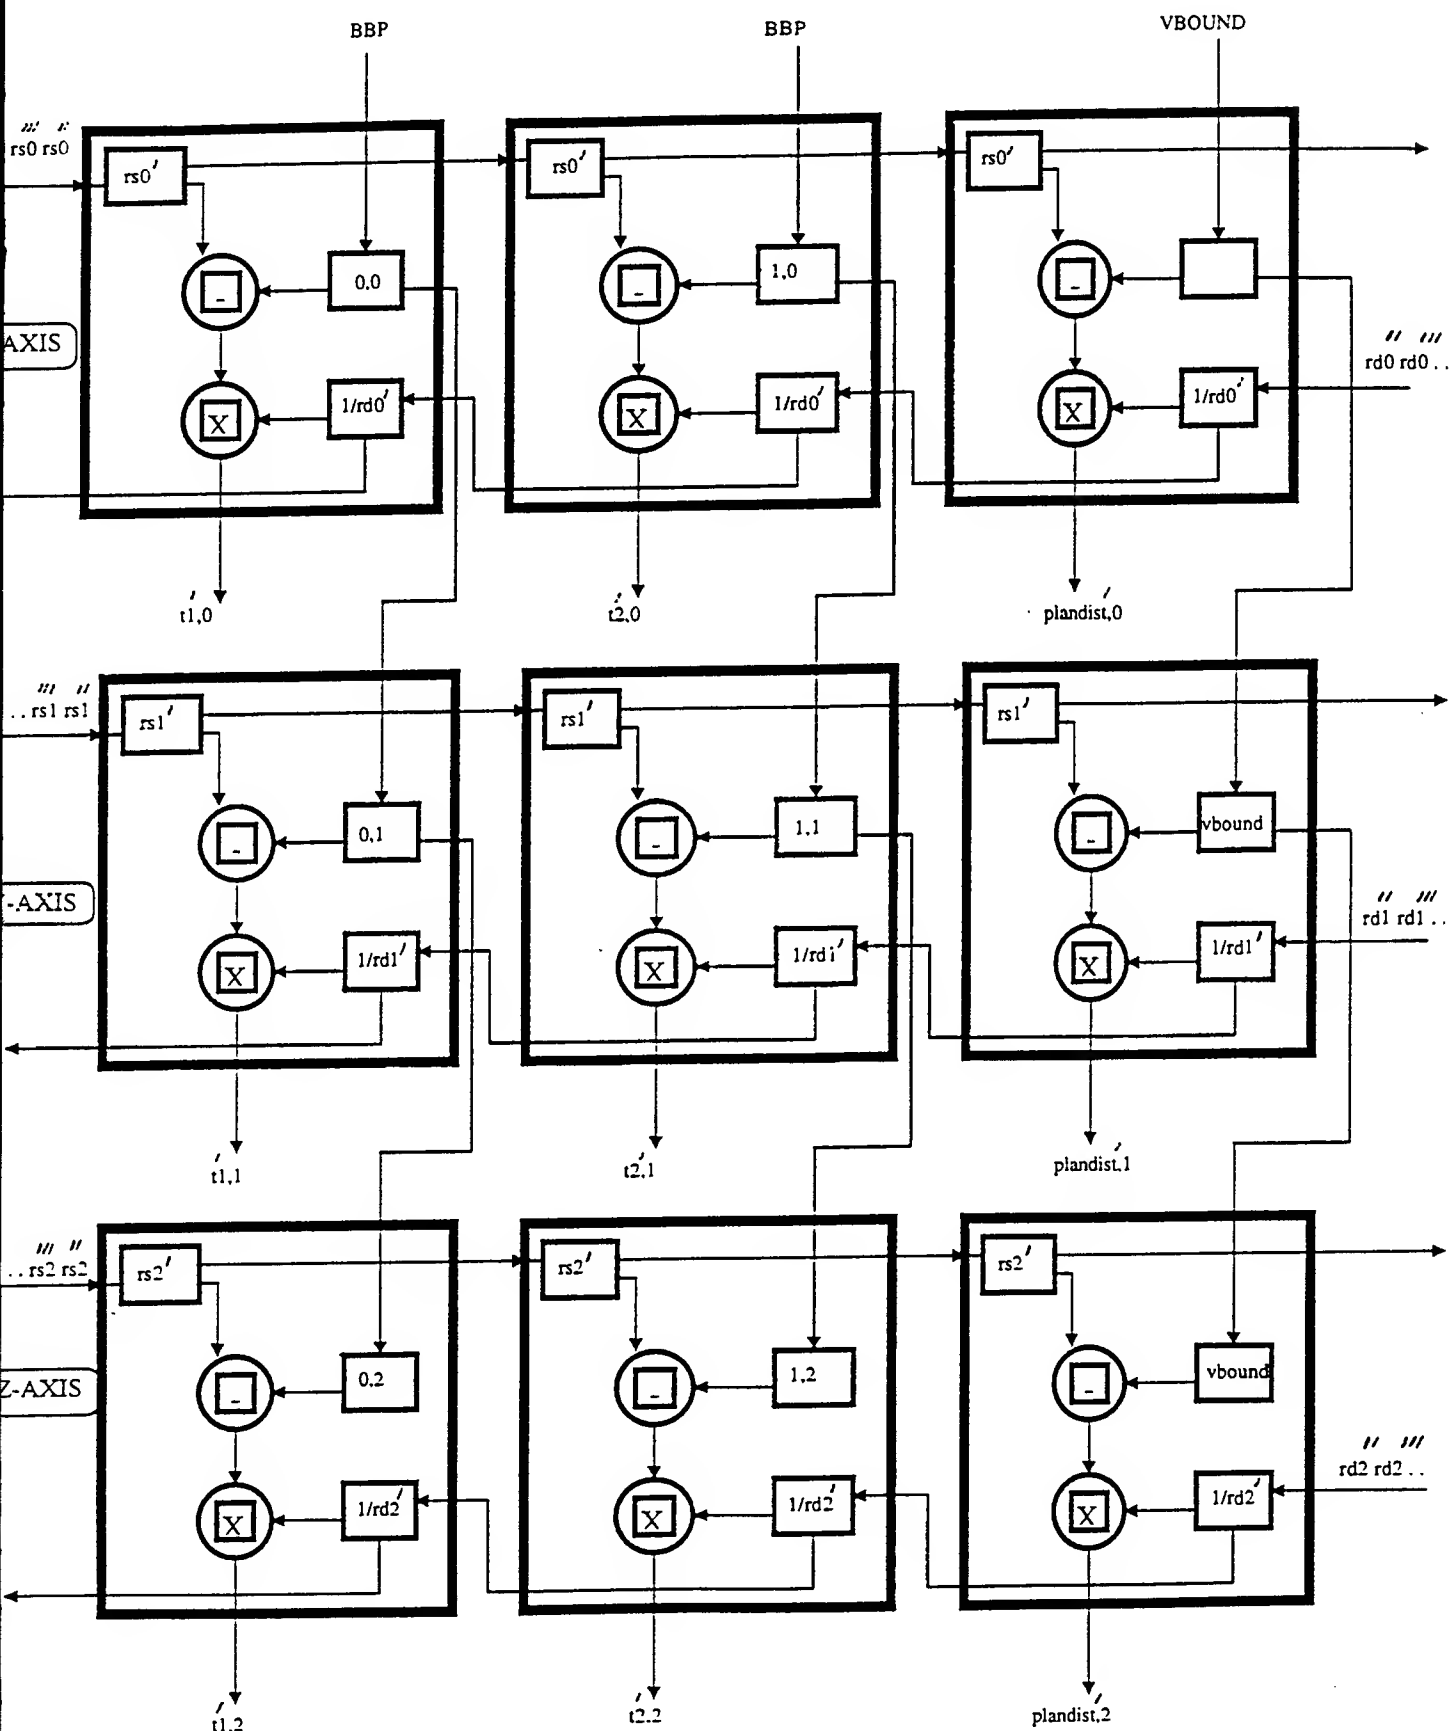 BBP BBP VBOUND
rs0''' rs0''
rs0' rs0' rs0'
- 0,0 - 1,0 -
AXIS
rd0'' rd0''' ..
X 1/rd0' X 1/rd0' X 1/rd0'
t1,0' t2,0' plandist,0'
.. rs1''' rs1''
rs1' rs1' rs1'
- 0,1 - 1,1 - vbound
-AXIS
rd1'' rd1''' ..
X 1/rd1' X 1/rd1' X 1/rd1'
t1,1' t2,1' plandist,1'
.. rs2''' rs2''
rs2' rs2' rs2'
- 0,2 - 1,2 - vbound
Z-AXIS
rd2'' rd2''' ..
X 1/rd2' X 1/rd2' X 1/rd2'
t1,2' t2,2' plandist,2'